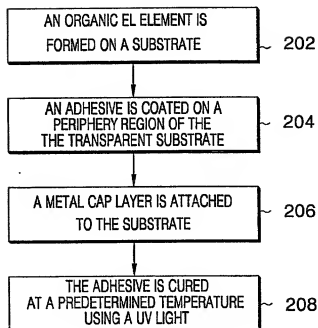 AN ORGANIC EL ELEMENT IS
FORMED ON A SUBSTRATE
202
AN ADHESIVE IS COATED ON A
PERIPHERY REGION OF THE
THE TRANSPARENT SUBSTRATE
204
A METAL CAP LAYER IS ATTACHED
TO THE SUBSTRATE
206
THE ADHESIVE IS CURED
AT A PREDETERMINED TEMPERATURE
USING A UV LIGHT
208